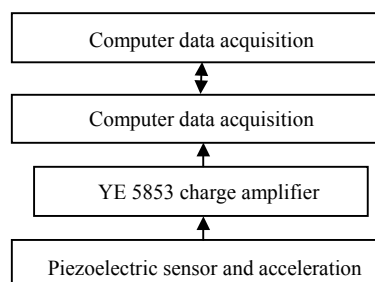 Computer data acquisition
Computer data acquisition
YE 5853 charge amplifier
Piezoelectric sensor and acceleration